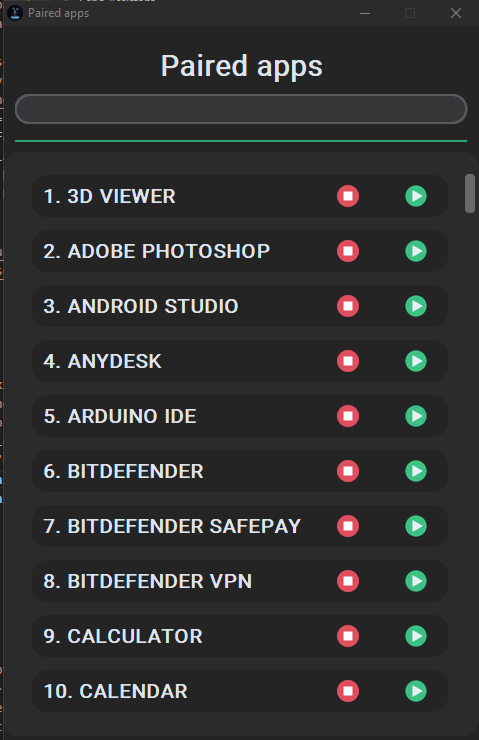 Paired apps
Paired apps
1. 3D VIEWER
2. ADOBE PHOTOSHOP
3. ANDROID STUDIO
4. ANYDESK
5. ARDUINO IDE
6. BITDEFENDER
7. BITDEFENDER SAFEPAY
8. BITDEFENDER VPN
9. CALCULATOR
10. CALENDAR